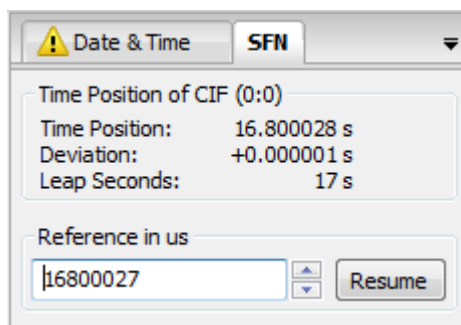 Date & Time SFN
Time Position of CIF (0:0)
Time Position: 16.800028 s
Deviation: +0.000001 s
Leap Seconds: 17 s
Reference in us
16800027 Resume